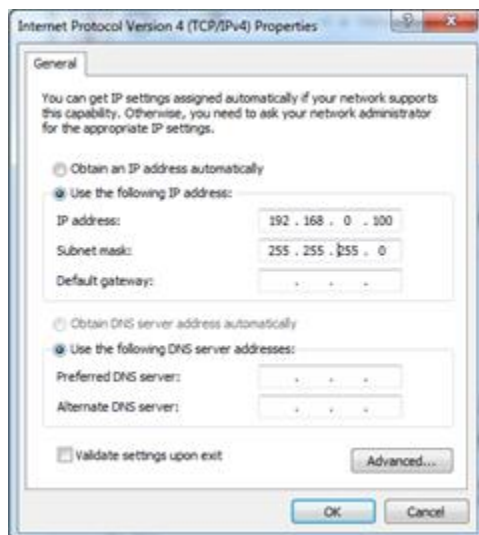 Internet Protocol Version 4 (TCP/IPv4) Properties
General
You can get IP settings assigned automatically if your network supports
this capability. Otherwise, you need to ask your network administrator
for the appropriate IP settings.
Obtain an IP address automatically
Use the following IP address:
IP address: 192 . 168 . 0 . 100
Subnet mask: 255 . 255 . 255 . 0
Default gateway: . . .
Obtain DNS server address automatically
Use the following DNS server addresses:
Preferred DNS server: . . .
Alternate DNS server: . . .
Validate settings upon exit
Advanced...
OK Cancel